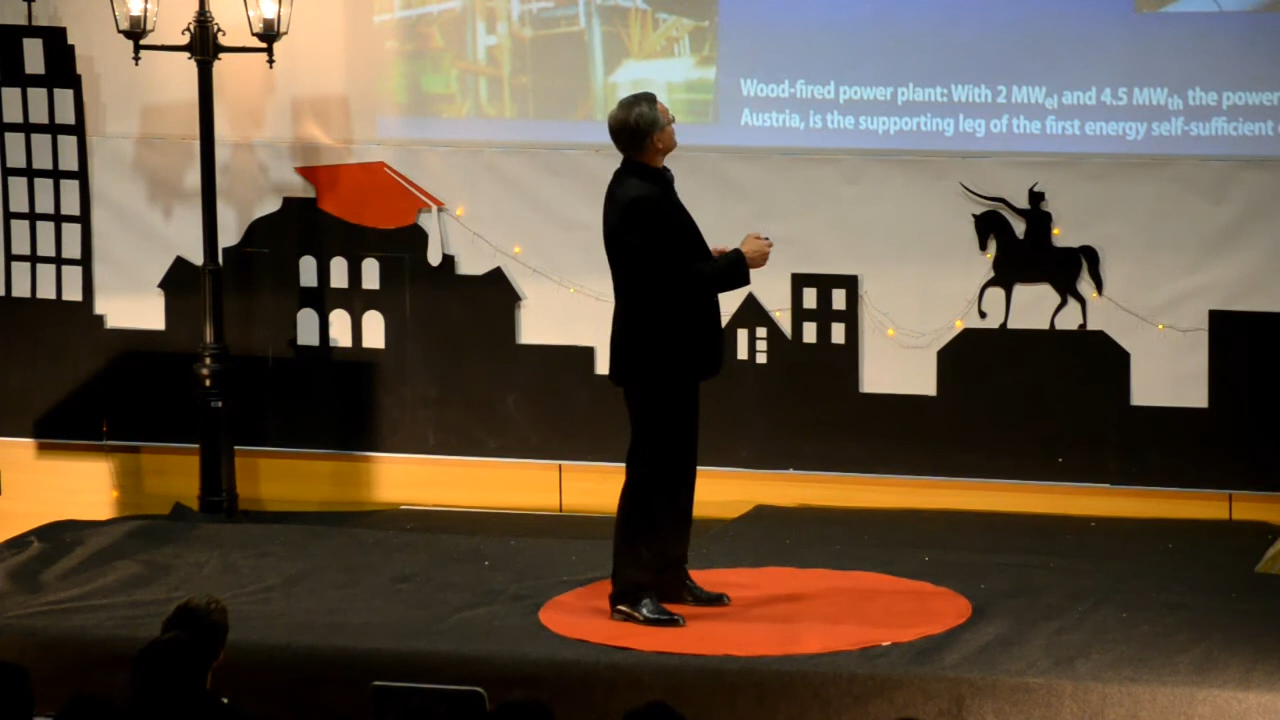 Wood-fired power plant: With 2 MWel and 4.5 MWth the power
Austria, is the supporting leg of the first energy self-sufficient